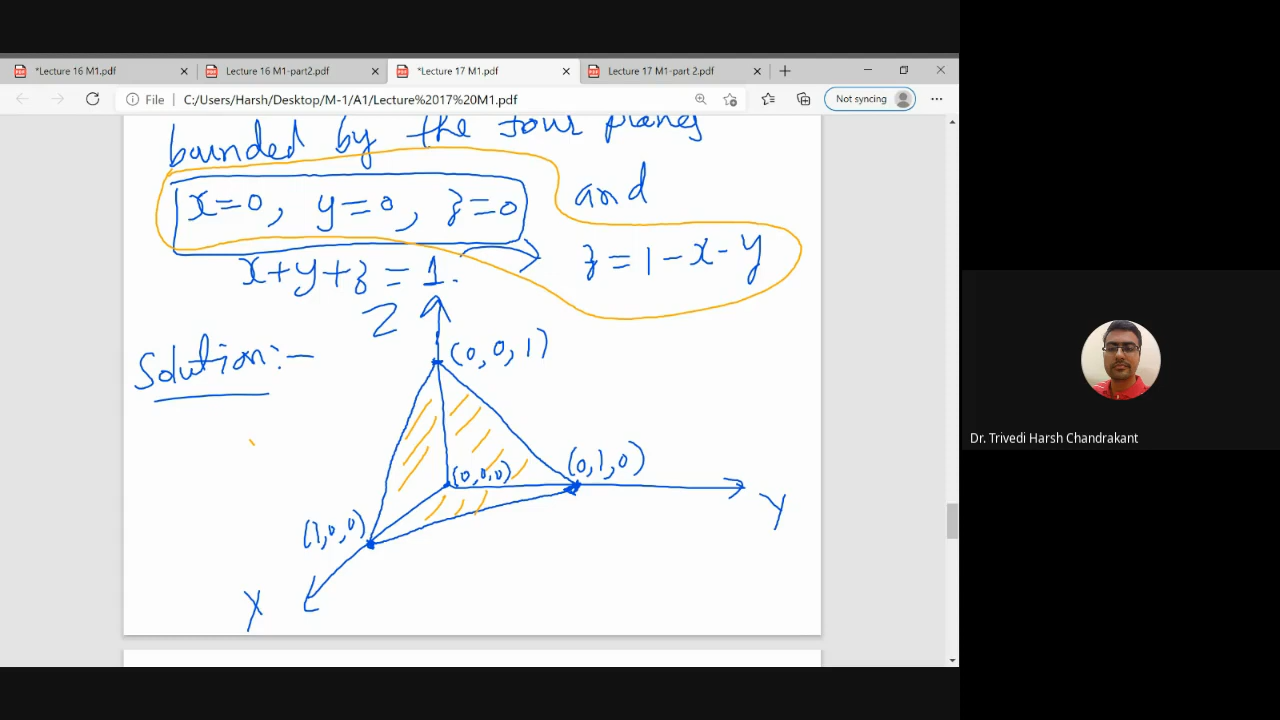 *Lecture 16 M1.pdf
Lecture 16 M1-part2.pdf
*Lecture 17 M1.pdf
Lecture 17 M1-part 2.pdf
File
C:/Users/Harsh/Desktop/M-1/A1/Lecture%2017%20M1.pdf
Not syncing
bounded by the four planes
x=0, y=0, z=0 and
x+y+z=1. z=1-x-y
Z
Solution:-
(0,0,1)
(0,0,0)
(0,1,0)
(1,0,0)
Y
X
Dr. Trivedi Harsh Chandrakant